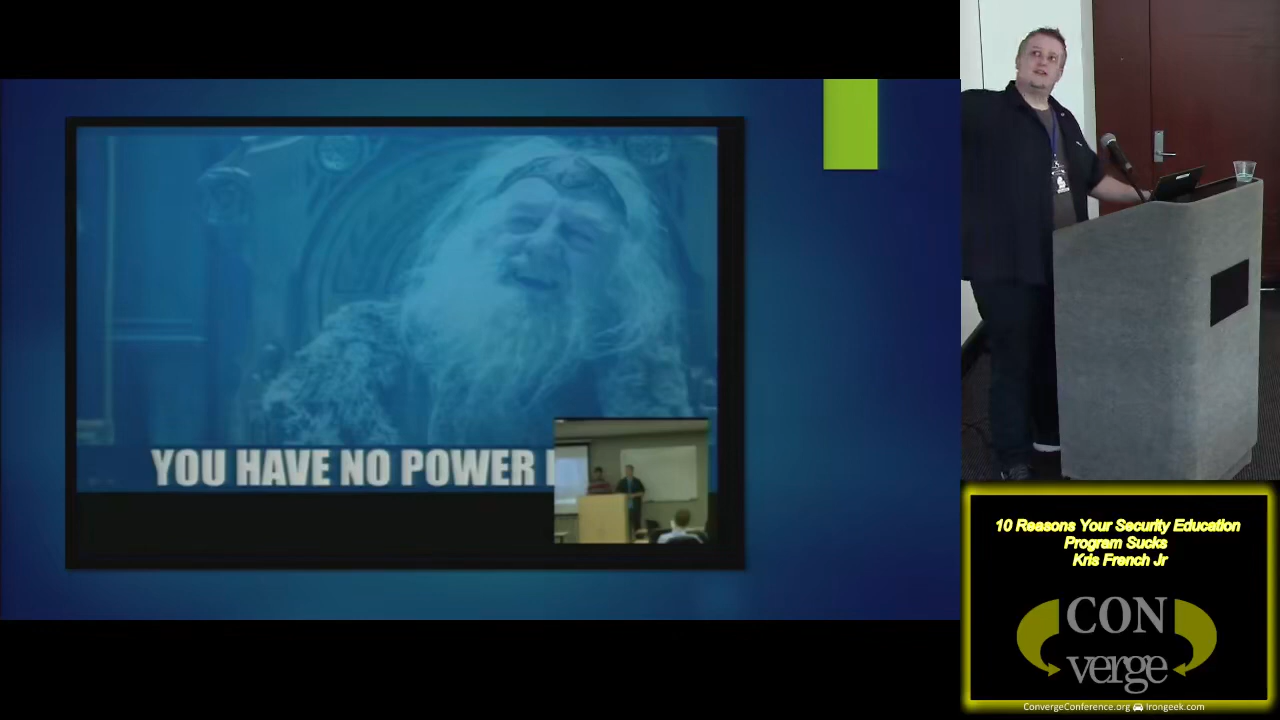 YOU HAVE NO POWER
10 Reasons Your Security Education
Program Sucks
Kris French Jr
CON
verge
ConvergeConference.org Irongeek.com